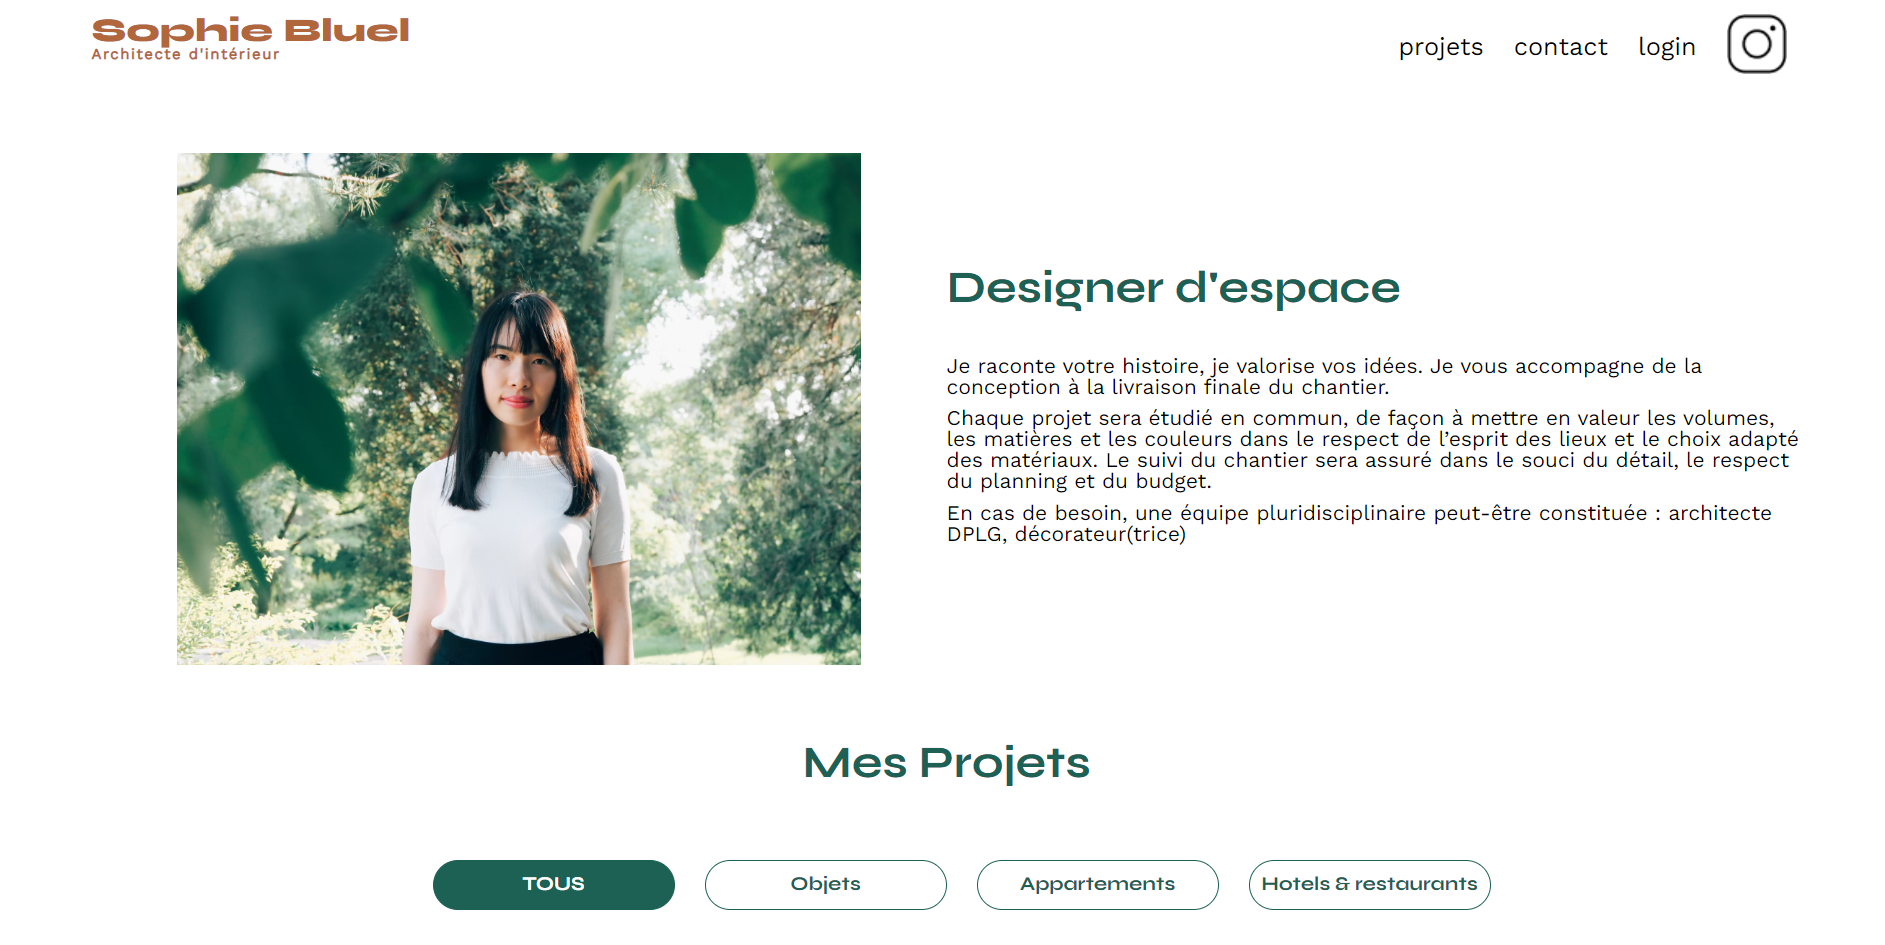 Sophie Bluel
Architecte d'intérieur
projets
contact
login
Designer d'espace
Je raconte votre histoire, je valorise vos idées. Je vous accompagne de la
conception à la livraison finale du chantier.
Chaque projet sera étudié en commun, de façon à mettre en valeur les volumes,
les matières et les couleurs dans le respect de l’esprit des lieux et le choix adapté
des matériaux. Le suivi du chantier sera assuré dans le souci du détail, le respect
du planning et du budget.
En cas de besoin, une équipe pluridisciplinaire peut-être constituée : architecte
DPLG, décorateur(trice)
Mes Projets
TOUS
Objets
Appartements
Hotels & restaurants